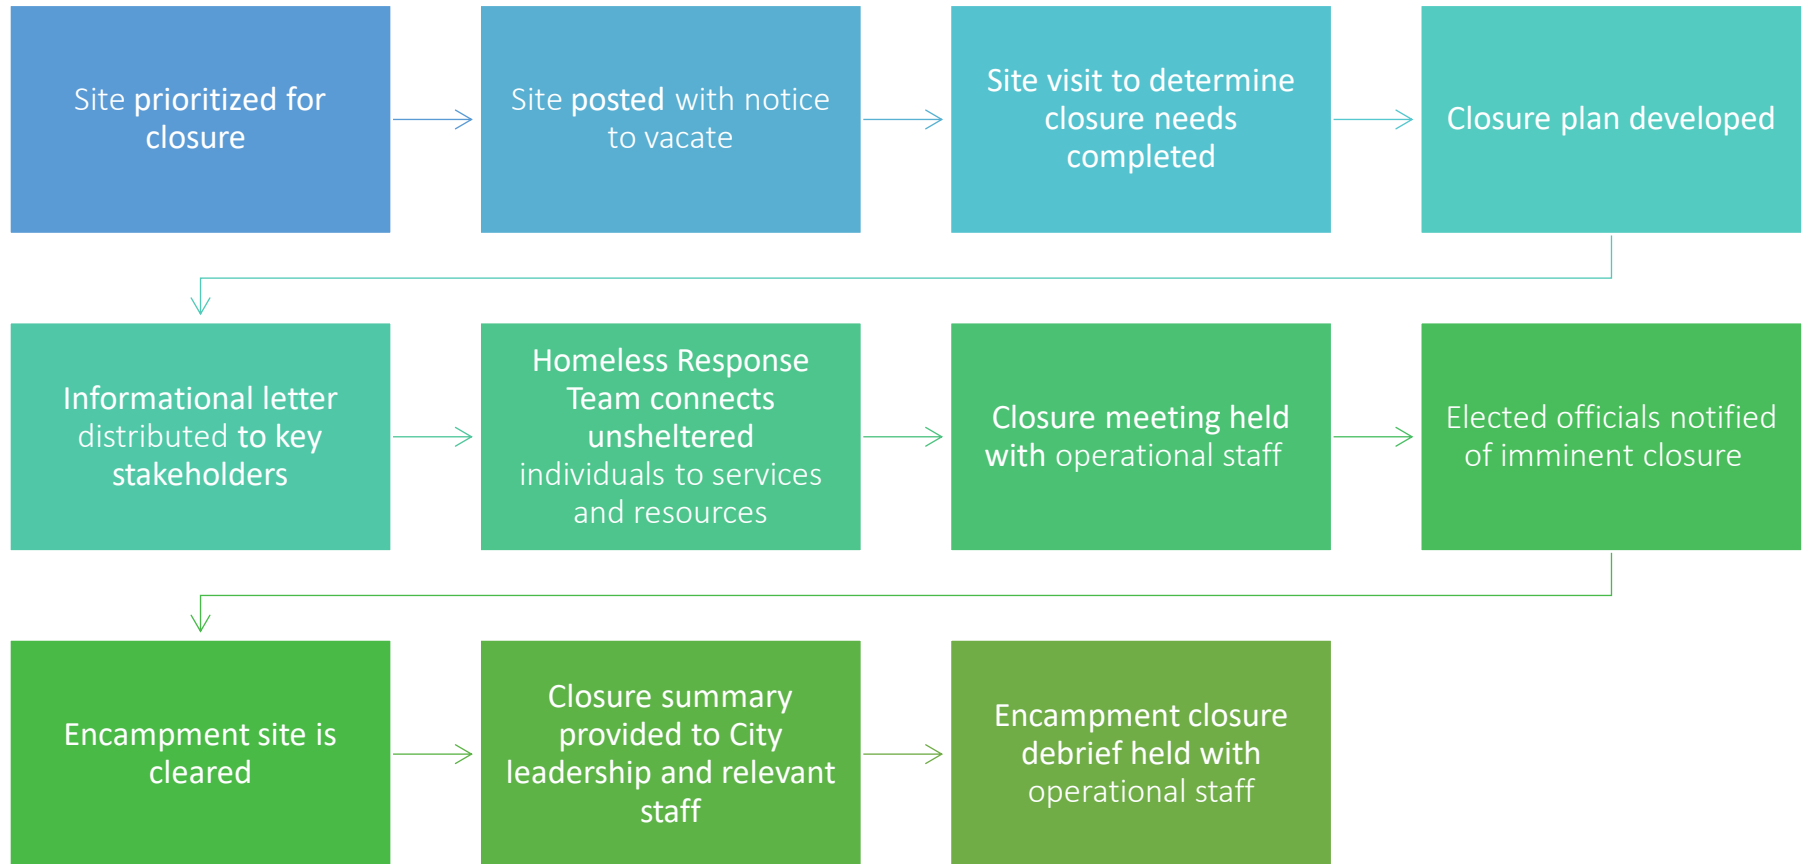 Site prioritized for
closure
Site posted with notice
to vacate
Site visit to determine
closure needs
completed
Closure plan developed
Informational letter
distributed to key
stakeholders
Homeless Response
Team connects
unsheltered
individuals to services
and resources
Closure meeting held
with operational staff
Elected officials notified
of imminent closure
Encampment site is
cleared
Closure summary
provided to City
leadership and relevant
staff
Encampment closure
debrief held with
operational staff